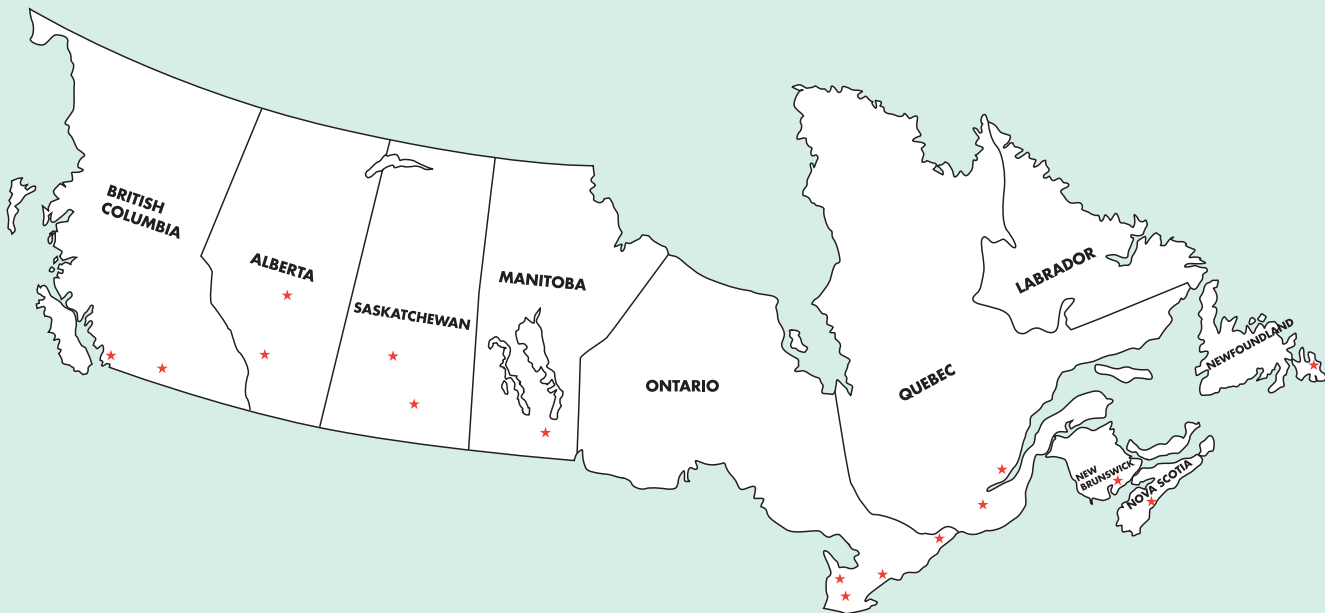 BRITISH
COLUMBIA
ALBERTA
SASKATCHEWAN
MANITOBA
ONTARIO
QUEBEC
LABRADOR
NEWFOUNDLAND
NEW
BRUNSWICK
NOVA SCOTIA